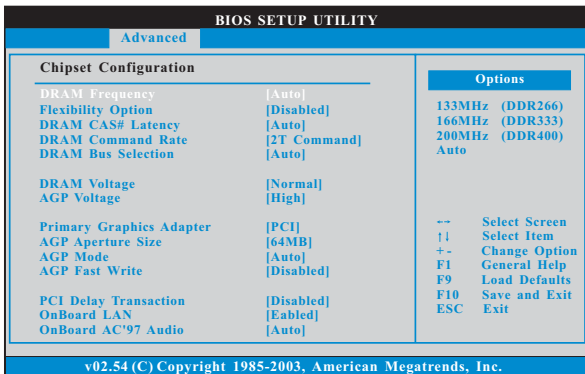 BIOS SETUP UTILITY
Advanced
Chipset Configuration
DRAM Frequency [Auto]
Flexibility Option [Disabled]
DRAM CAS# Latency [Auto]
DRAM Command Rate [2T Command]
DRAM Bus Selection [Auto]
DRAM Voltage [Normal]
AGP Voltage [High]
Primary Graphics Adapter [PCI]
AGP Aperture Size [64MB]
AGP Mode [Auto]
AGP Fast Write [Disabled]
PCI Delay Transaction [Disabled]
OnBoard LAN [Eabled]
OnBoard AC'97 Audio [Auto]
Options
133MHz (DDR266)
166MHz (DDR333)
200MHz (DDR400)
Auto
←→ Select Screen
↑↓ Select Item
+ - Change Option
F1 General Help
F9 Load Defaults
F10 Save and Exit
ESC Exit
v02.54 (C) Copyright 1985-2003, American Megatrends, Inc.